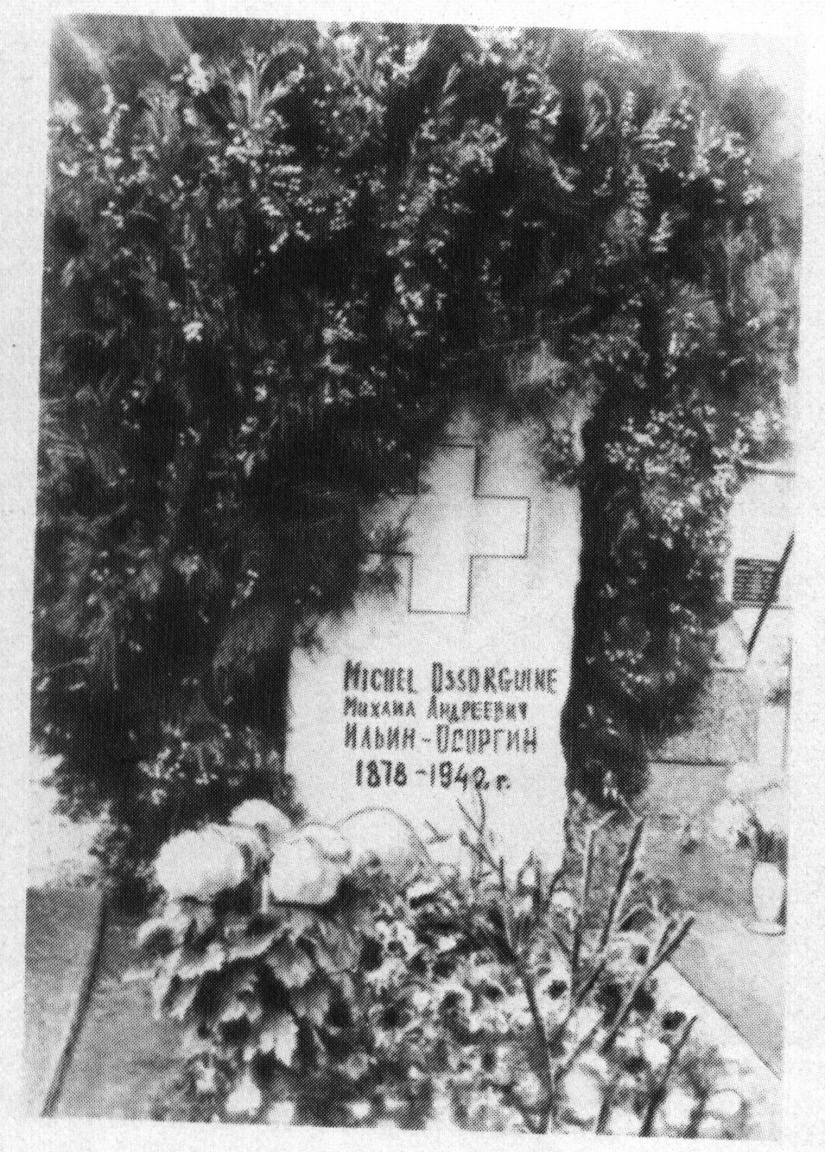 MICHEL OSSORGUINE
МИХАИЛ АНДРЕЕВИЧ
ИЛЬИН-ОСОРГИН
1878-1942 г.